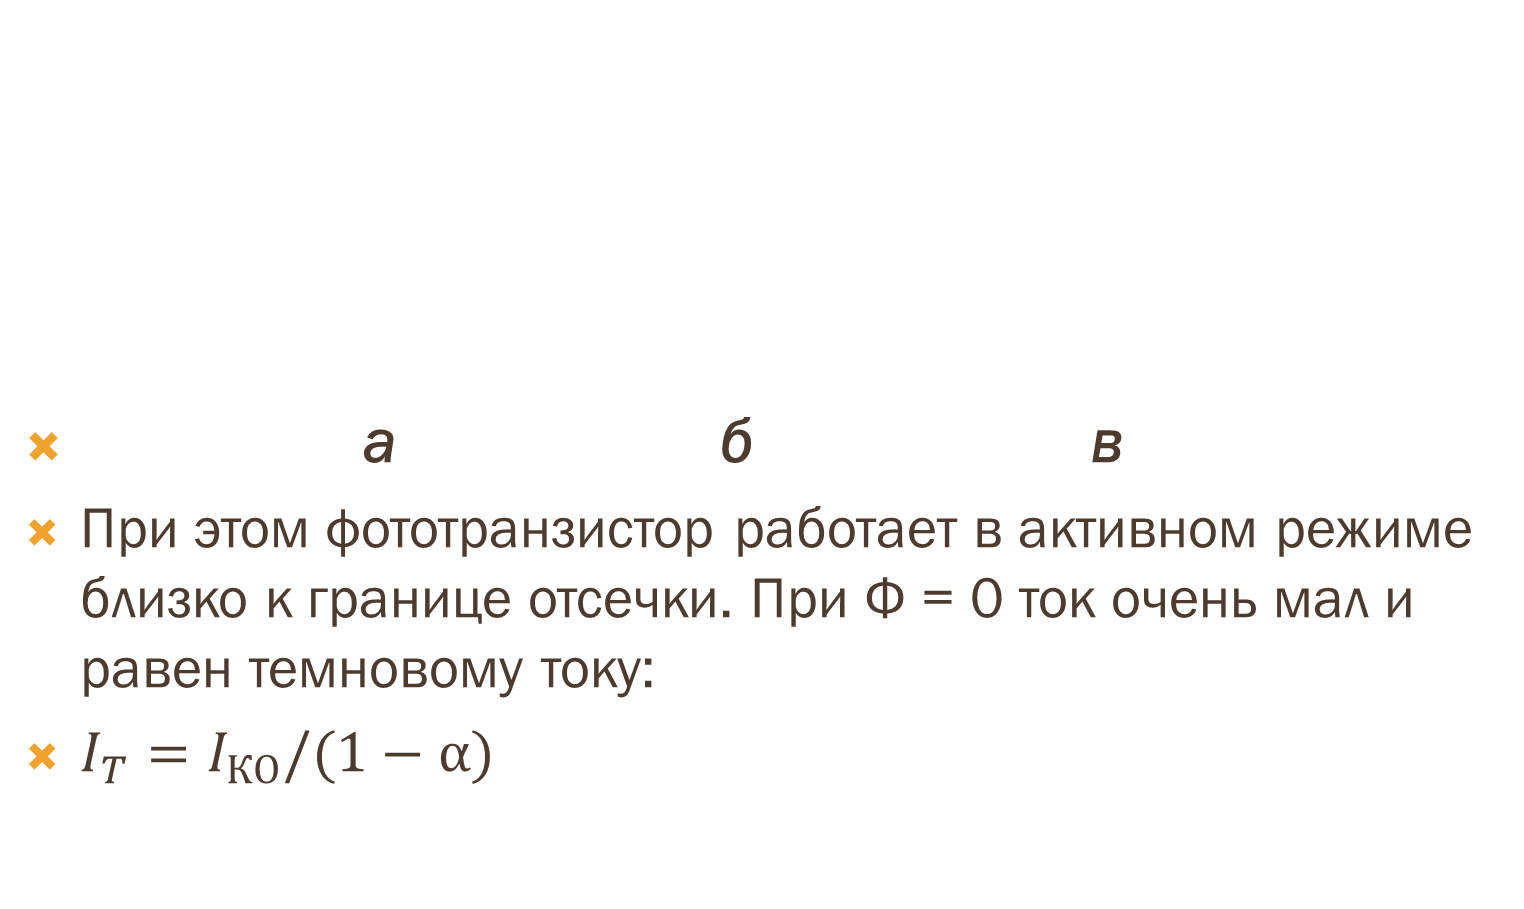 а б в
При этом фототранзистор работает в активном режиме
близко к границе отсечки. При Ф = 0 ток очень мал и
равен темновому току:
I_T = I_КО/(1 − α)